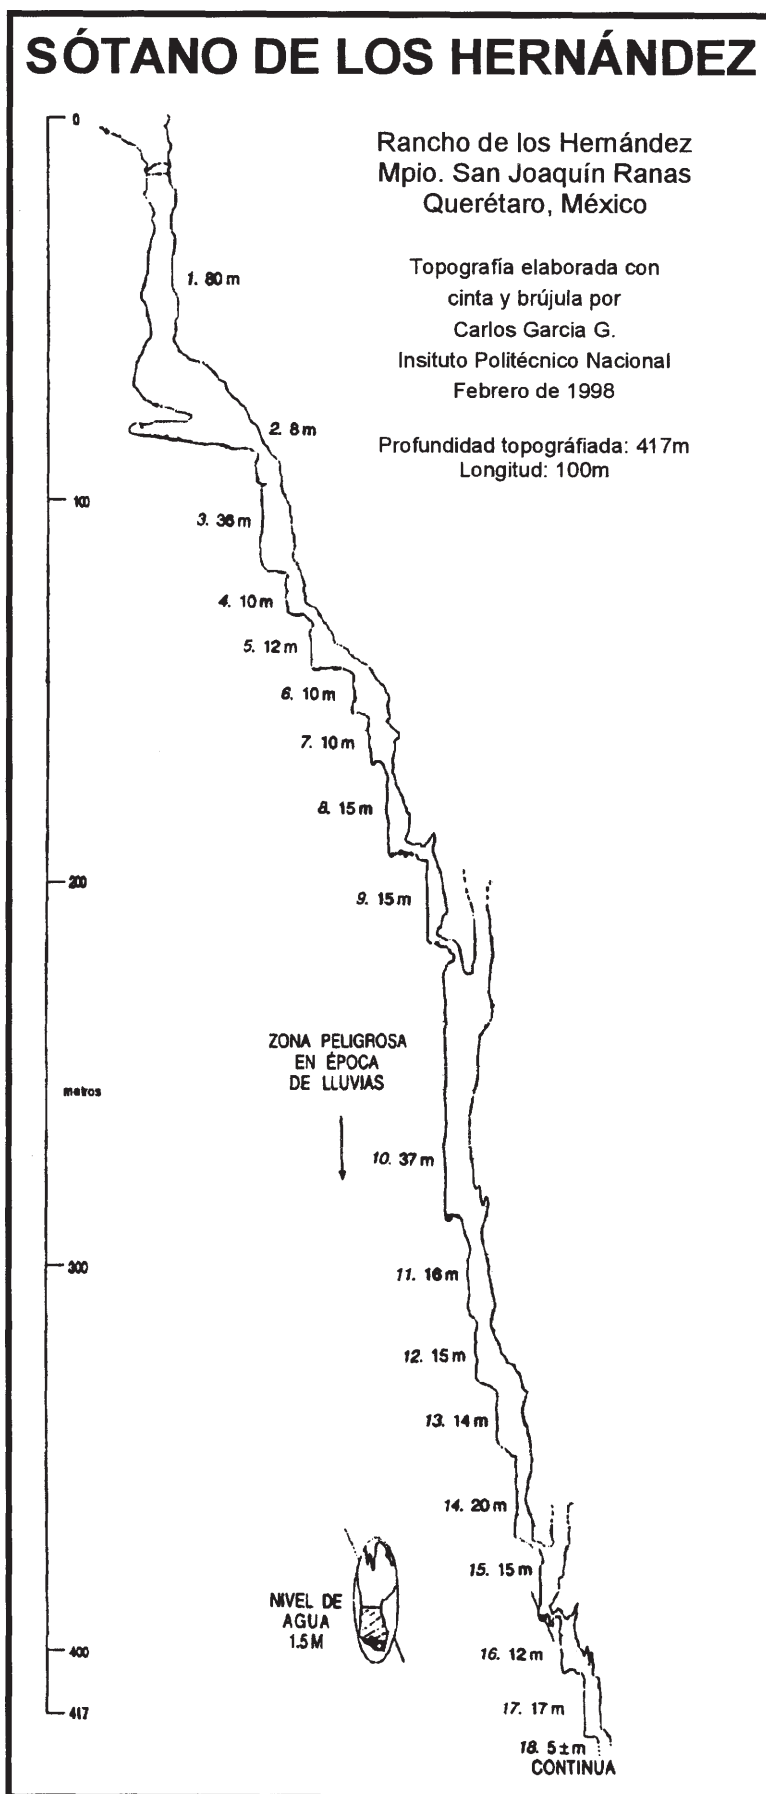 SÓTANO DE LOS HERNÁNDEZ
0
Rancho de los Hernández
Mpio. San Joaquín Ranas
Querétaro, México
1. 80 m
Topografía elaborada con
cinta y brújula por
Carlos Garcia G.
Insituto Politécnico Nacional
Febrero de 1998
2. 8 m
Profundidad topográfiada: 417m
Longitud: 100m
100
3. 36 m
4. 10 m
5. 12 m
6. 10 m
7. 10 m
8. 15 m
200
9. 15 m
ZONA PELIGROSA
EN ÉPOCA
DE LLUVIAS
metros
10. 37 m
300
11. 16 m
12. 15 m
13. 14 m
14. 20 m
15. 15 m
NIVEL DE
AGUA
1.5 M
400
16. 12 m
17. 17 m
417
18. 5 ± m
CONTINUA